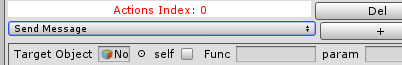 Actions Index: 0 Del
Send Message +
Target Object No self Func param